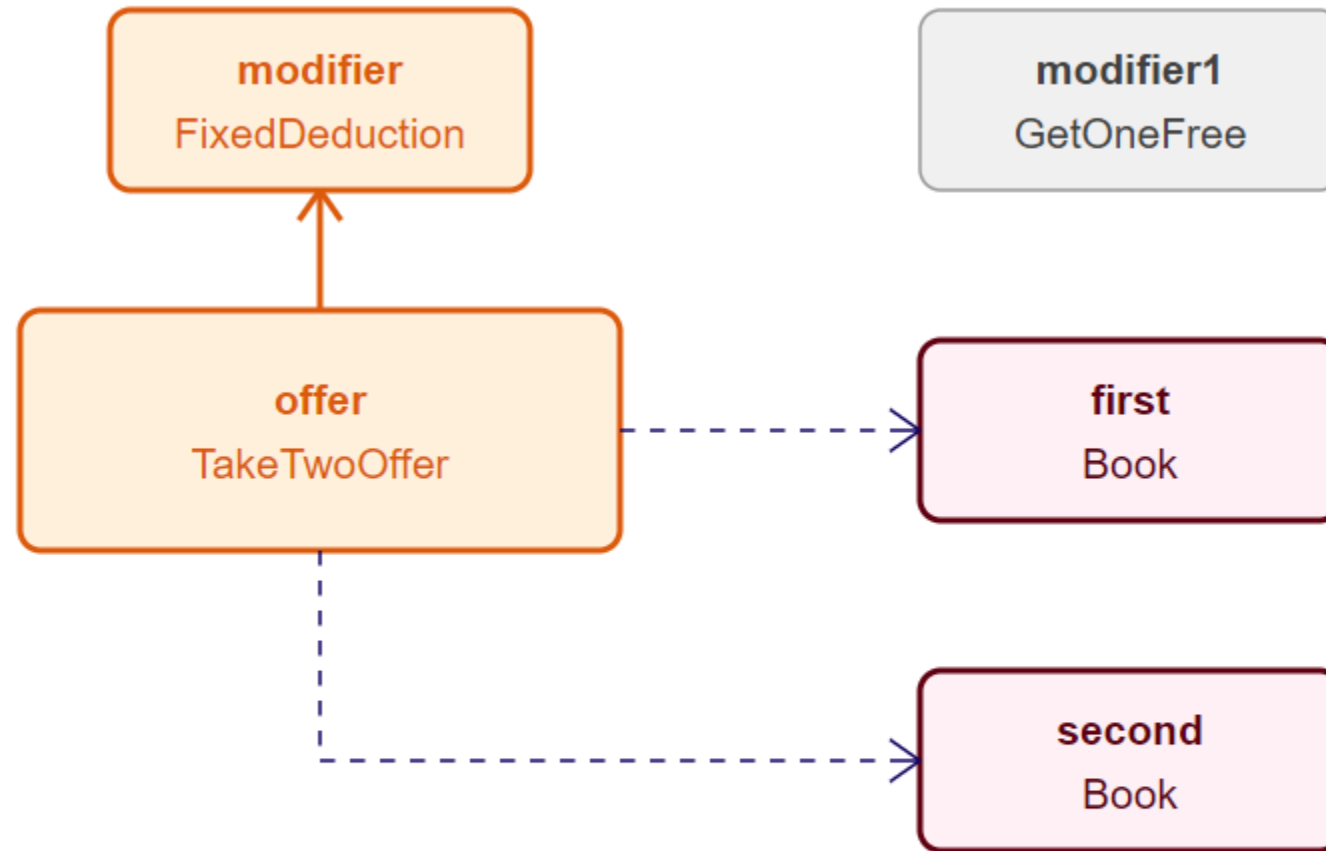 modifier
FixedDeduction
modifier1
GetOneFree
offer
TakeTwoOffer
first
Book
second
Book